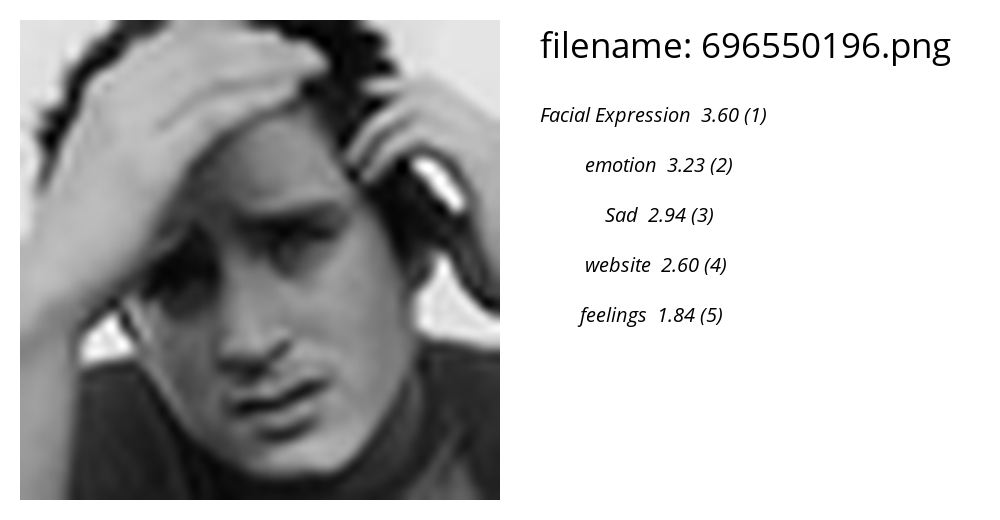 filename: 696550196.png
Facial Expression 3.60 (1)
emotion 3.23 (2)
Sad 2.94 (3)
website 2.60 (4)
feelings 1.84 (5)